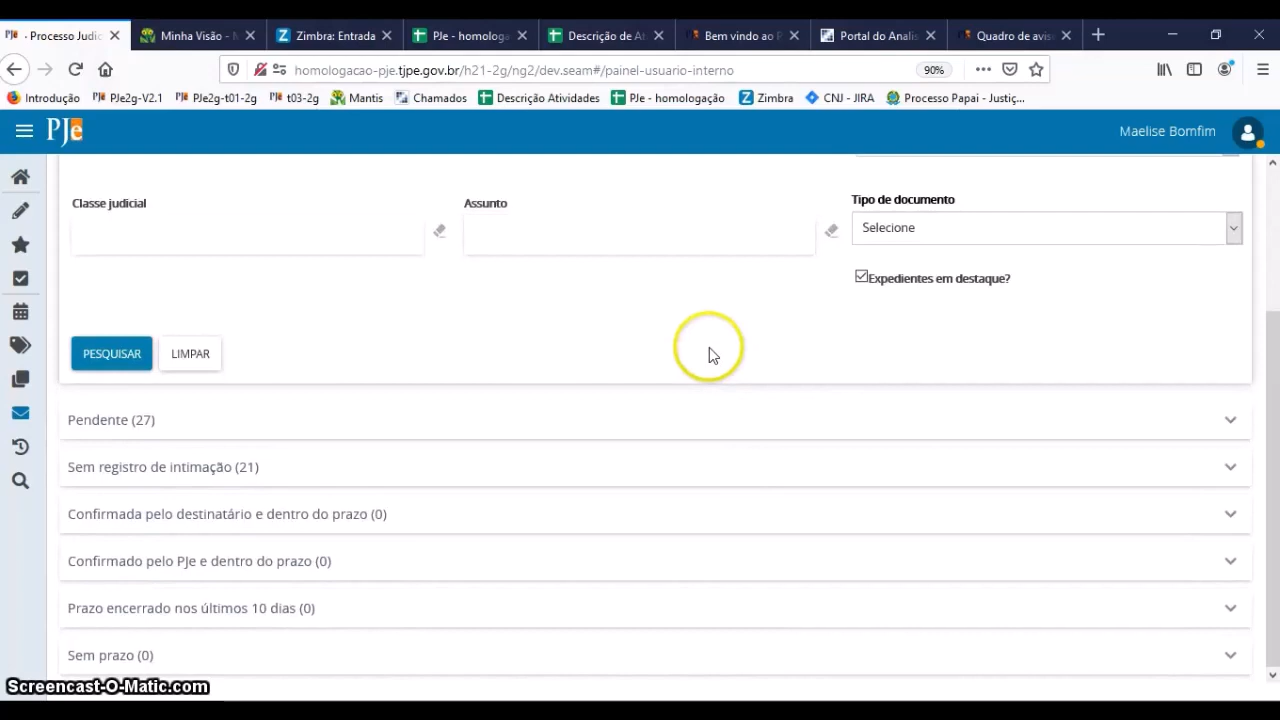 PJe - Processo Judic
Minha Visão - M
Zimbra: Entrada
PJe - homologa
Descrição de At
Bem vindo ao P
Portal do Analis
Quadro de aviso
homologacao-pje.tjpe.gov.br/h21-2g/ng2/dev.seam#/painel-usuario-interno
90%
Introdução
PJe2g-V2.1
PJe2g-t01-2g
t03-2g
Mantis
Chamados
Descrição Atividades
PJe - homologação
Zimbra
CNJ - JIRA
Processo Papai - Justiç...
PJe
Maelise Bomfim
Classe judicial
Assunto
Tipo de documento
Selecione
Expedientes em destaque?
PESQUISAR
LIMPAR
Pendente (27)
Sem registro de intimação (21)
Confirmada pelo destinatário e dentro do prazo (0)
Confirmado pelo PJe e dentro do prazo (0)
Prazo encerrado nos últimos 10 dias (0)
Sem prazo (0)
Screencast-O-Matic.com